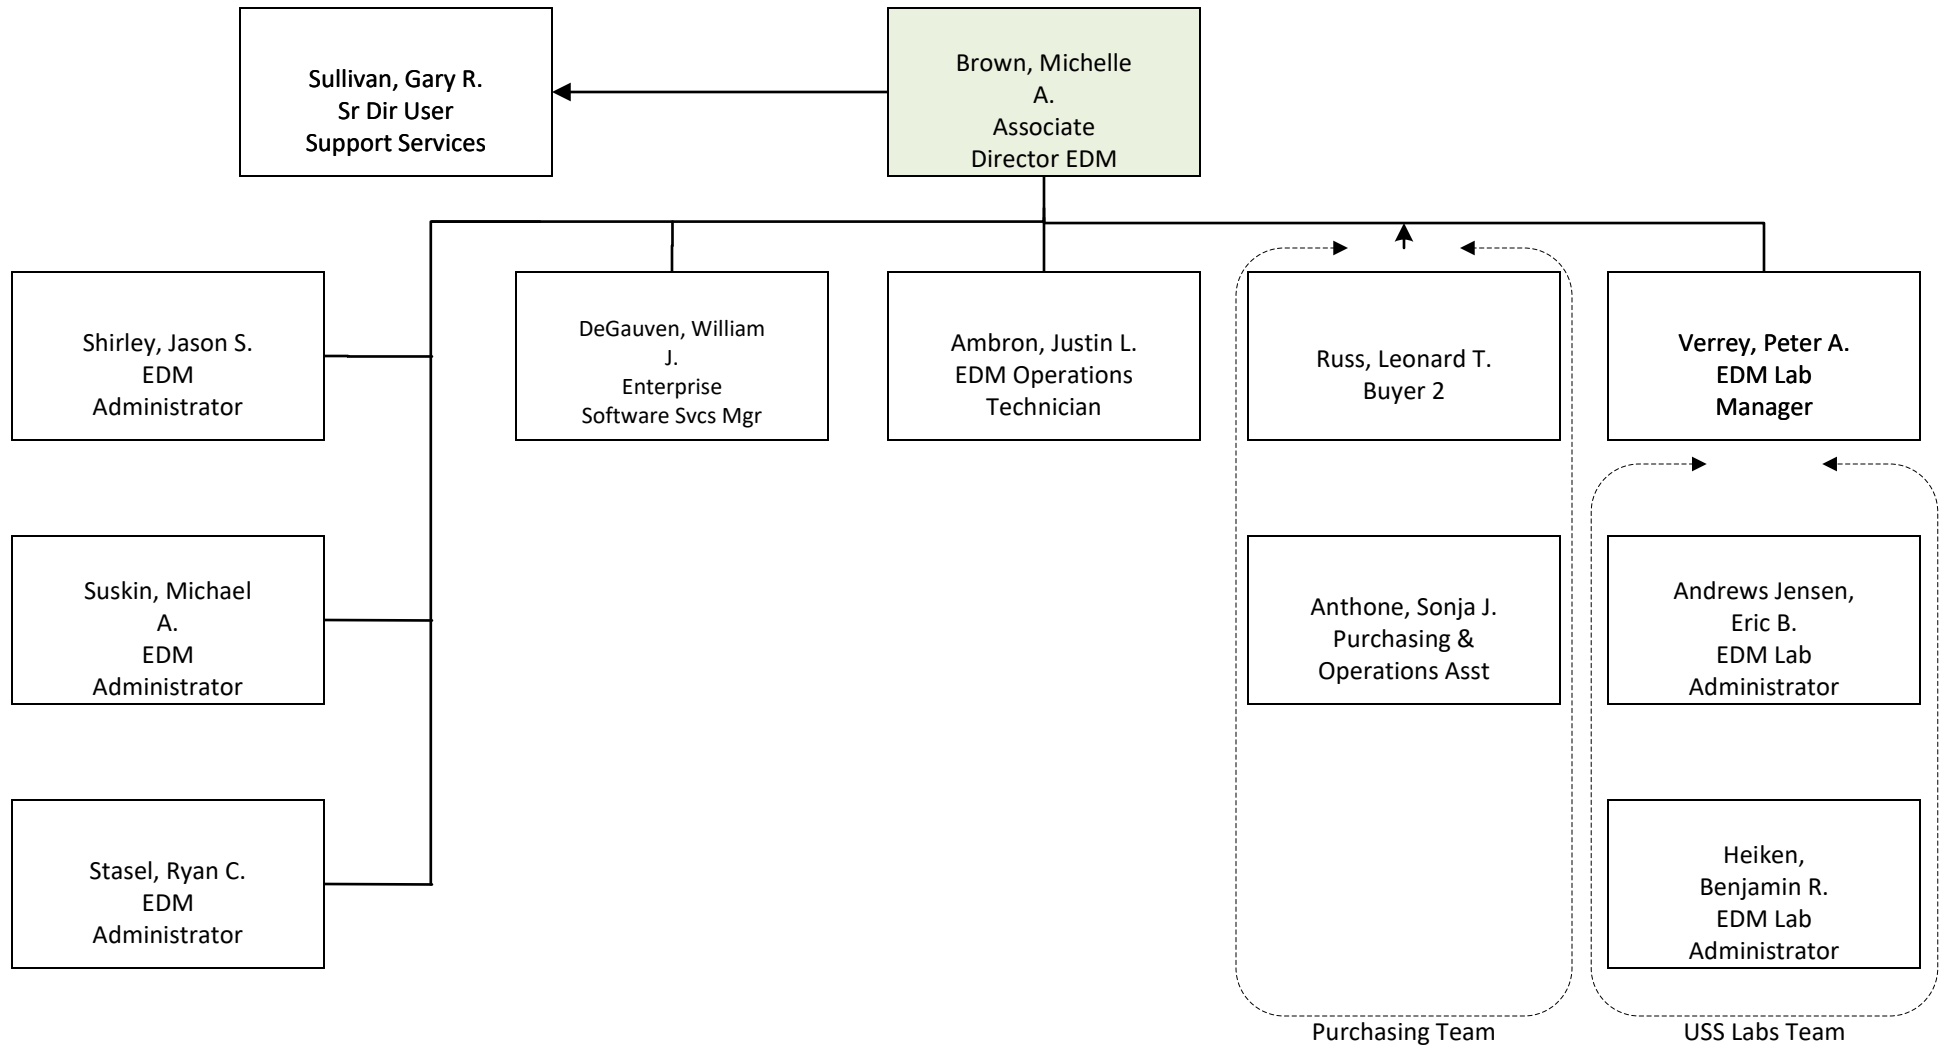 Sullivan, Gary R.
Sr Dir User
Support Services
Brown, Michelle
A.
Associate
Director EDM
Shirley, Jason S.
EDM
Administrator
DeGauven, William
J.
Enterprise
Software Svcs Mgr
Ambron, Justin L.
EDM Operations
Technician
Russ, Leonard T.
Buyer 2
Verrey, Peter A.
EDM Lab
Manager
Suskin, Michael
A.
EDM
Administrator
Anthone, Sonja J.
Purchasing &
Operations Asst
Andrews Jensen,
Eric B.
EDM Lab
Administrator
Stasel, Ryan C.
EDM
Administrator
Heiken,
Benjamin R.
EDM Lab
Administrator
Purchasing Team
USS Labs Team